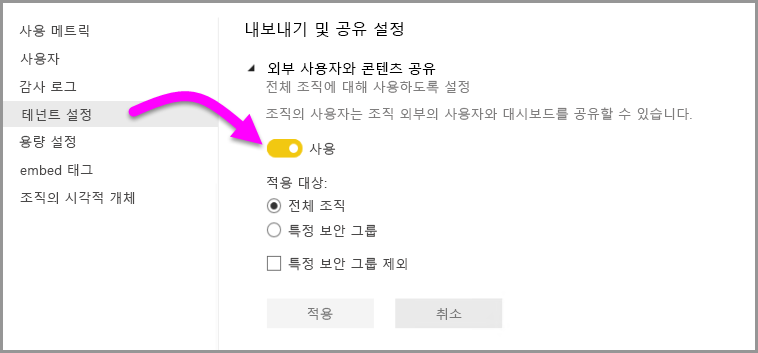 사용 메트릭
사용자
감사 로그
테넌트 설정
용량 설정
embed 태그
조직의 시각적 개체
내보내기 및 공유 설정
외부 사용자와 콘텐츠 공유
전체 조직에 대해 사용하도록 설정
조직의 사용자는 조직 외부의 사용자와 대시보드를 공유할 수 있습니다.
사용
적용 대상:
전체 조직
특정 보안 그룹
특정 보안 그룹 제외
적용
취소